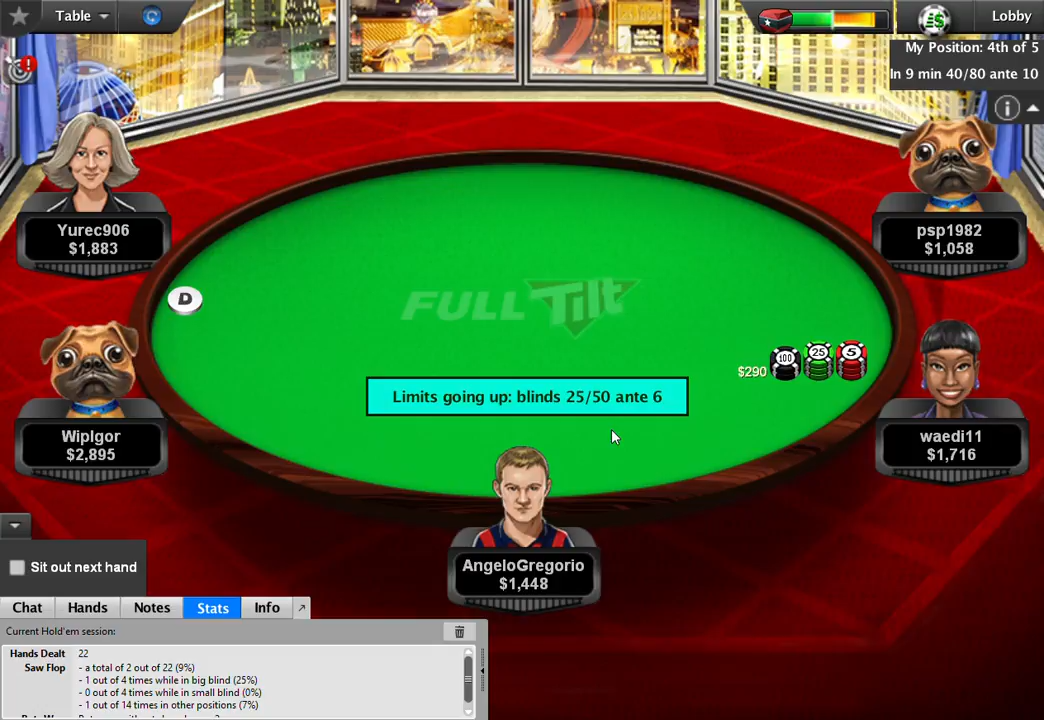 Table
Lobby
My Position: 4th of 5
In 9 min 40/80 ante 10
Yurec906
$1,883
psp1982
$1,058
D
FULL TILT
100
25
5
$290
Limits going up: blinds 25/50 ante 6
WipIgor
$2,895
waedi11
$1,716
AngeloGregorio
$1,448
Sit out next hand
Chat
Hands
Notes
Stats
Info
Current Hold'em session:
Hands Dealt 22
Saw Flop - a total of 2 out of 22 (9%)
- 1 out of 4 times while in big blind (25%)
- 0 out of 4 times while in small blind (0%)
- 1 out of 14 times in other positions (7%)